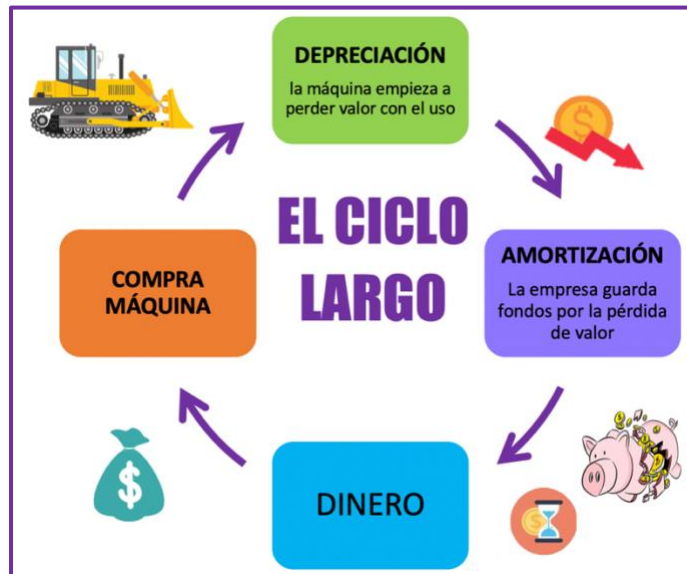 DEPRECIACIÓN
la máquina empieza a
perder valor con el uso
EL CICLO
LARGO
COMPRA
MÁQUINA
AMORTIZACIÓN
La empresa guarda
fondos por la pérdida
de valor
DINERO
$
$
$